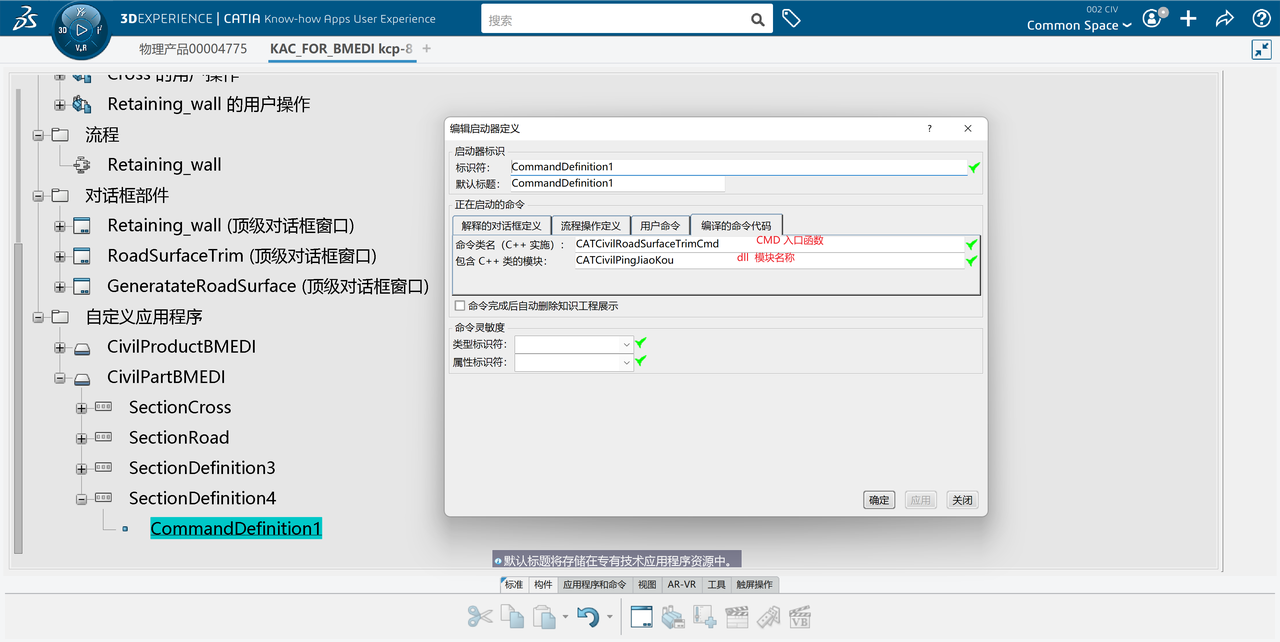 3DEXPERIENCE | CATIA Know-how Apps User Experience
搜索
002 CIV
Common Space
3D
V.R
物理产品00004775
KAC_FOR_BMEDI kcp-8
+
Cross 的用户操作
Retaining_wall 的用户操作
流程
Retaining_wall
对话框部件
Retaining_wall (顶级对话框窗口)
RoadSurfaceTrim (顶级对话框窗口)
GeneratateRoadSurface (顶级对话框窗口)
自定义应用程序
CivilProductBMEDI
CivilPartBMEDI
SectionCross
SectionRoad
SectionDefinition3
SectionDefinition4
CommandDefinition1
编辑启动器定义
?
启动器标识
标识符: CommandDefinition1
默认标题: CommandDefinition1
正在启动的命令
解释的对话框定义 流程操作定义 用户命令 编译的命令代码
命令类名（C++ 实施）: CATCivilRoadSurfaceTrimCmd CMD 入口函数
包含 C++ 类的模块: CATCivilPingJiaoKou dll 模块名称
命令完成后自动删除知识工程展示
命令灵敏度
类型标识符:
属性标识符:
确定 应用 关闭
默认标题将存储在专有技术应用程序资源中。
标准 构件 应用程序和命令 视图 AR-VR 工具 触屏操作
VB